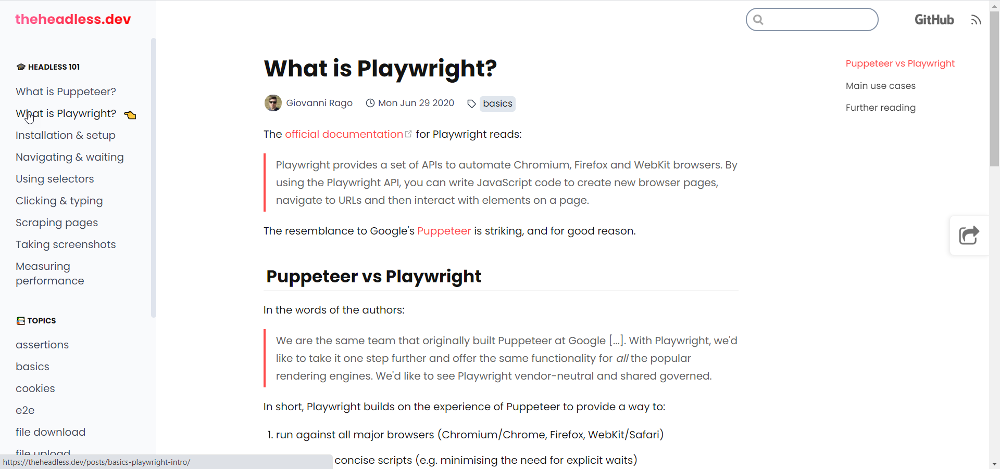 theheadless.dev
GitHub
HEADLESS 101
What is Puppeteer?
What is Playwright?
Installation & setup
Navigating & waiting
Using selectors
Clicking & typing
Scraping pages
Taking screenshots
Measuring
performance
TOPICS
assertions
basics
cookies
e2e
file download
file upload
https://theheadless.dev/posts/basics-playwright-intro/
What is Playwright?
Giovanni Rago Mon Jun 29 2020 basics
The official documentation for Playwright reads:
Playwright provides a set of APIs to automate Chromium, Firefox and WebKit browsers. By
using the Playwright API, you can write JavaScript code to create new browser pages,
navigate to URLs and then interact with elements on a page.
The resemblance to Google's Puppeteer is striking, and for good reason.
Puppeteer vs Playwright
In the words of the authors:
We are the same team that originally built Puppeteer at Google [...]. With Playwright, we'd
like to take it one step further and offer the same functionality for all the popular
rendering engines. We'd like to see Playwright vendor-neutral and shared governed.
In short, Playwright builds on the experience of Puppeteer to provide a way to:
1. run against all major browsers (Chromium/Chrome, Firefox, WebKit/Safari)
concise scripts (e.g. minimising the need for explicit waits)
Puppeteer vs Playwright
Main use cases
Further reading